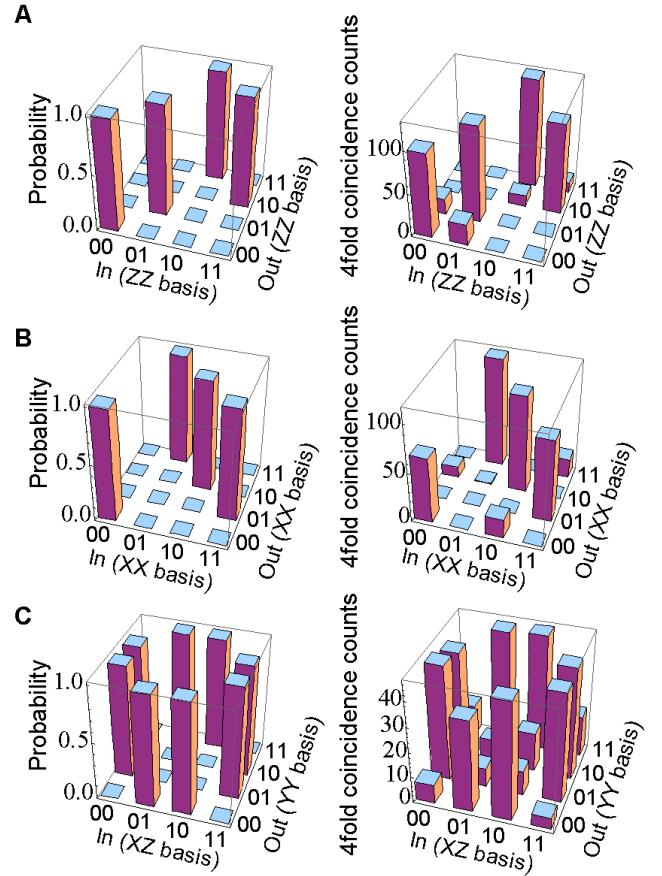 A
Probability
1.0
0.5
0.0
00 01 10 11
In (ZZ basis)
00 01 10 11
Out (ZZ basis)
4fold coincidence counts
100
50
0
00 01 10 11
In (ZZ basis)
00 01 10 11
Out (ZZ basis)
B
Probability
1.0
0.5
0.0
00 01 10 11
In (XX basis)
00 01 10 11
Out (XX basis)
4fold coincidence counts
100
50
0
00 01 10 11
In (XX basis)
00 01 10 11
Out (XX basis)
C
Probability
1.0
0.5
0.0
00 01 10 11
In (XZ basis)
00 01 10 11
Out (YY basis)
4fold coincidence counts
40
30
20
10
0
00 01 10 11
In (XZ basis)
00 01 10 11
Out (YY basis)